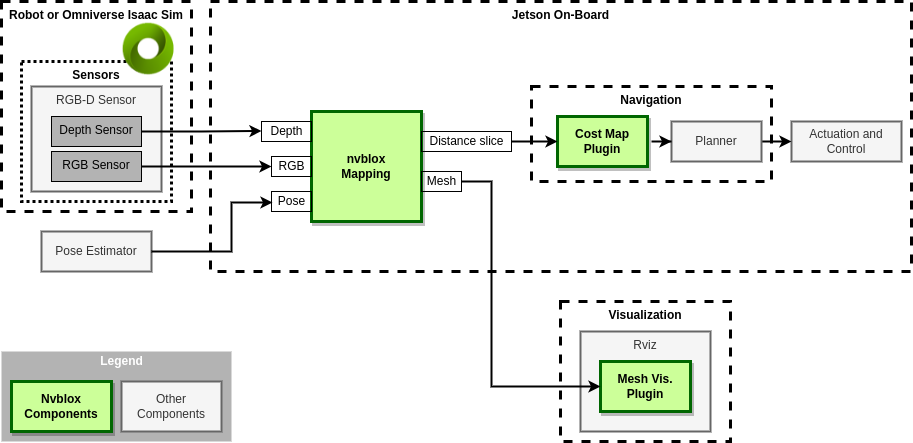 Robot or Omniverse Isaac Sim
Jetson On-Board
Sensors
RGB-D Sensor
Depth Sensor
RGB Sensor
Pose Estimator
Depth
RGB
Pose
nvblox
Mapping
Distance slice
Mesh
Navigation
Cost Map
Plugin
Planner
Actuation and
Control
Visualization
Rviz
Mesh Vis.
Plugin
Legend
Nvblox
Components
Other
Components